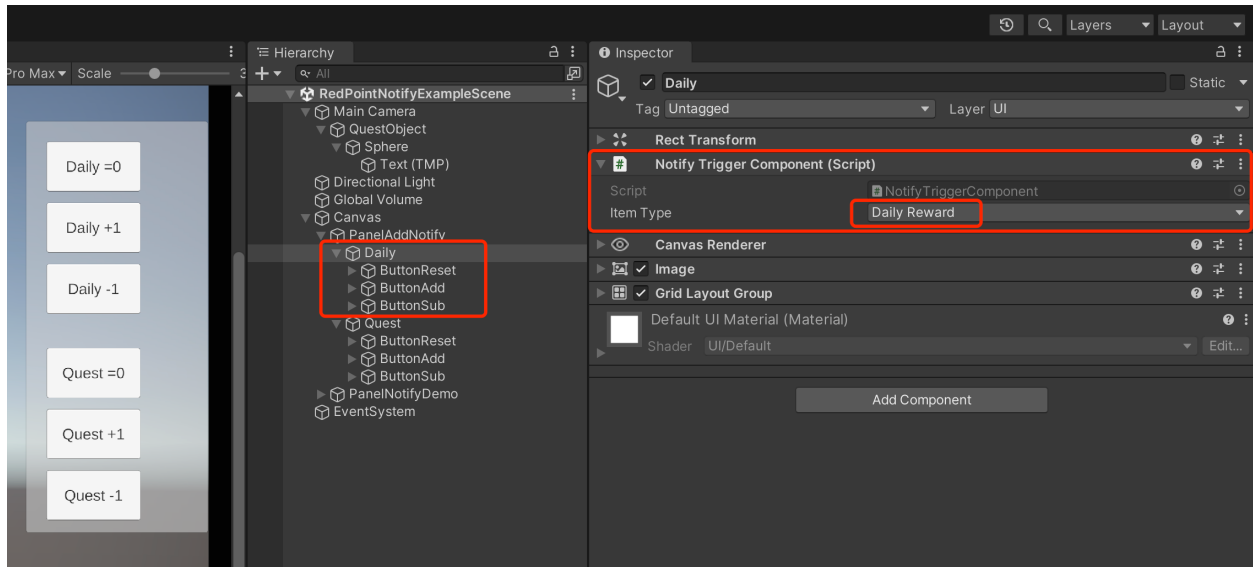 Layers
Layout
Pro Max
Scale
3
Daily =0
Daily +1
Daily -1
Quest =0
Quest +1
Quest -1
Hierarchy
All
RedPointNotifyExampleScene
Main Camera
QuestObject
Sphere
Text (TMP)
Directional Light
Global Volume
Canvas
PanelAddNotify
Daily
ButtonReset
ButtonAdd
ButtonSub
Quest
ButtonReset
ButtonAdd
ButtonSub
PanelNotifyDemo
EventSystem
Inspector
Daily
Static
Tag Untagged Layer UI
Rect Transform
# Notify Trigger Component (Script)
Script NotifyTriggerComponent
Item Type Daily Reward
Canvas Renderer
Image
Grid Layout Group
Default UI Material (Material)
Shader UI/Default Edit...
Add Component